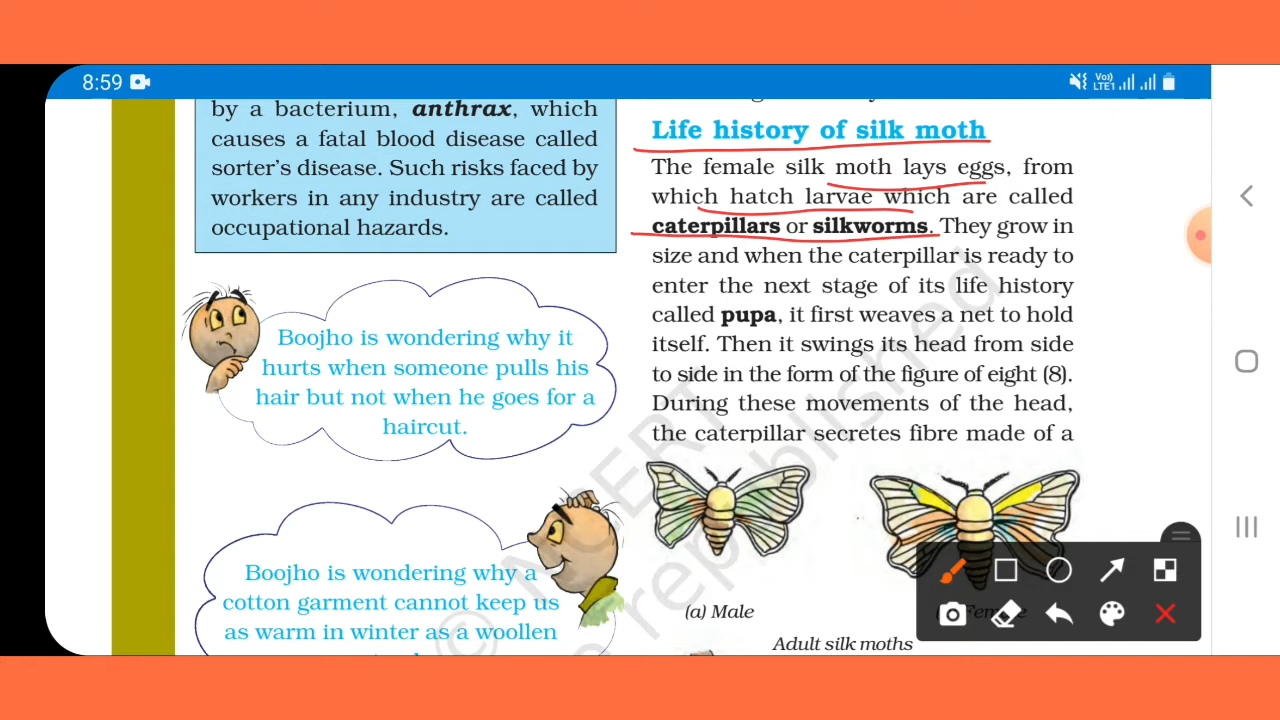 8:59
Vo))
LTE1
by a bacterium, anthrax, which
causes a fatal blood disease called
sorter's disease. Such risks faced by
workers in any industry are called
occupational hazards.
Boojho is wondering why it
hurts when someone pulls his
hair but not when he goes for a
haircut.
Boojho is wondering why a
cotton garment cannot keep us
as warm in winter as a woollen
Life history of silk moth
The female silk moth lays eggs, from
which hatch larvae which are called
caterpillars or silkworms. They grow in
size and when the caterpillar is ready to
enter the next stage of its life history
called pupa, it first weaves a net to hold
itself. Then it swings its head from side
to side in the form of the figure of eight (8).
During these movements of the head,
the caterpillar secretes fibre made of a
(a) Male
Female
Adult silk moths
© NCERT
republished